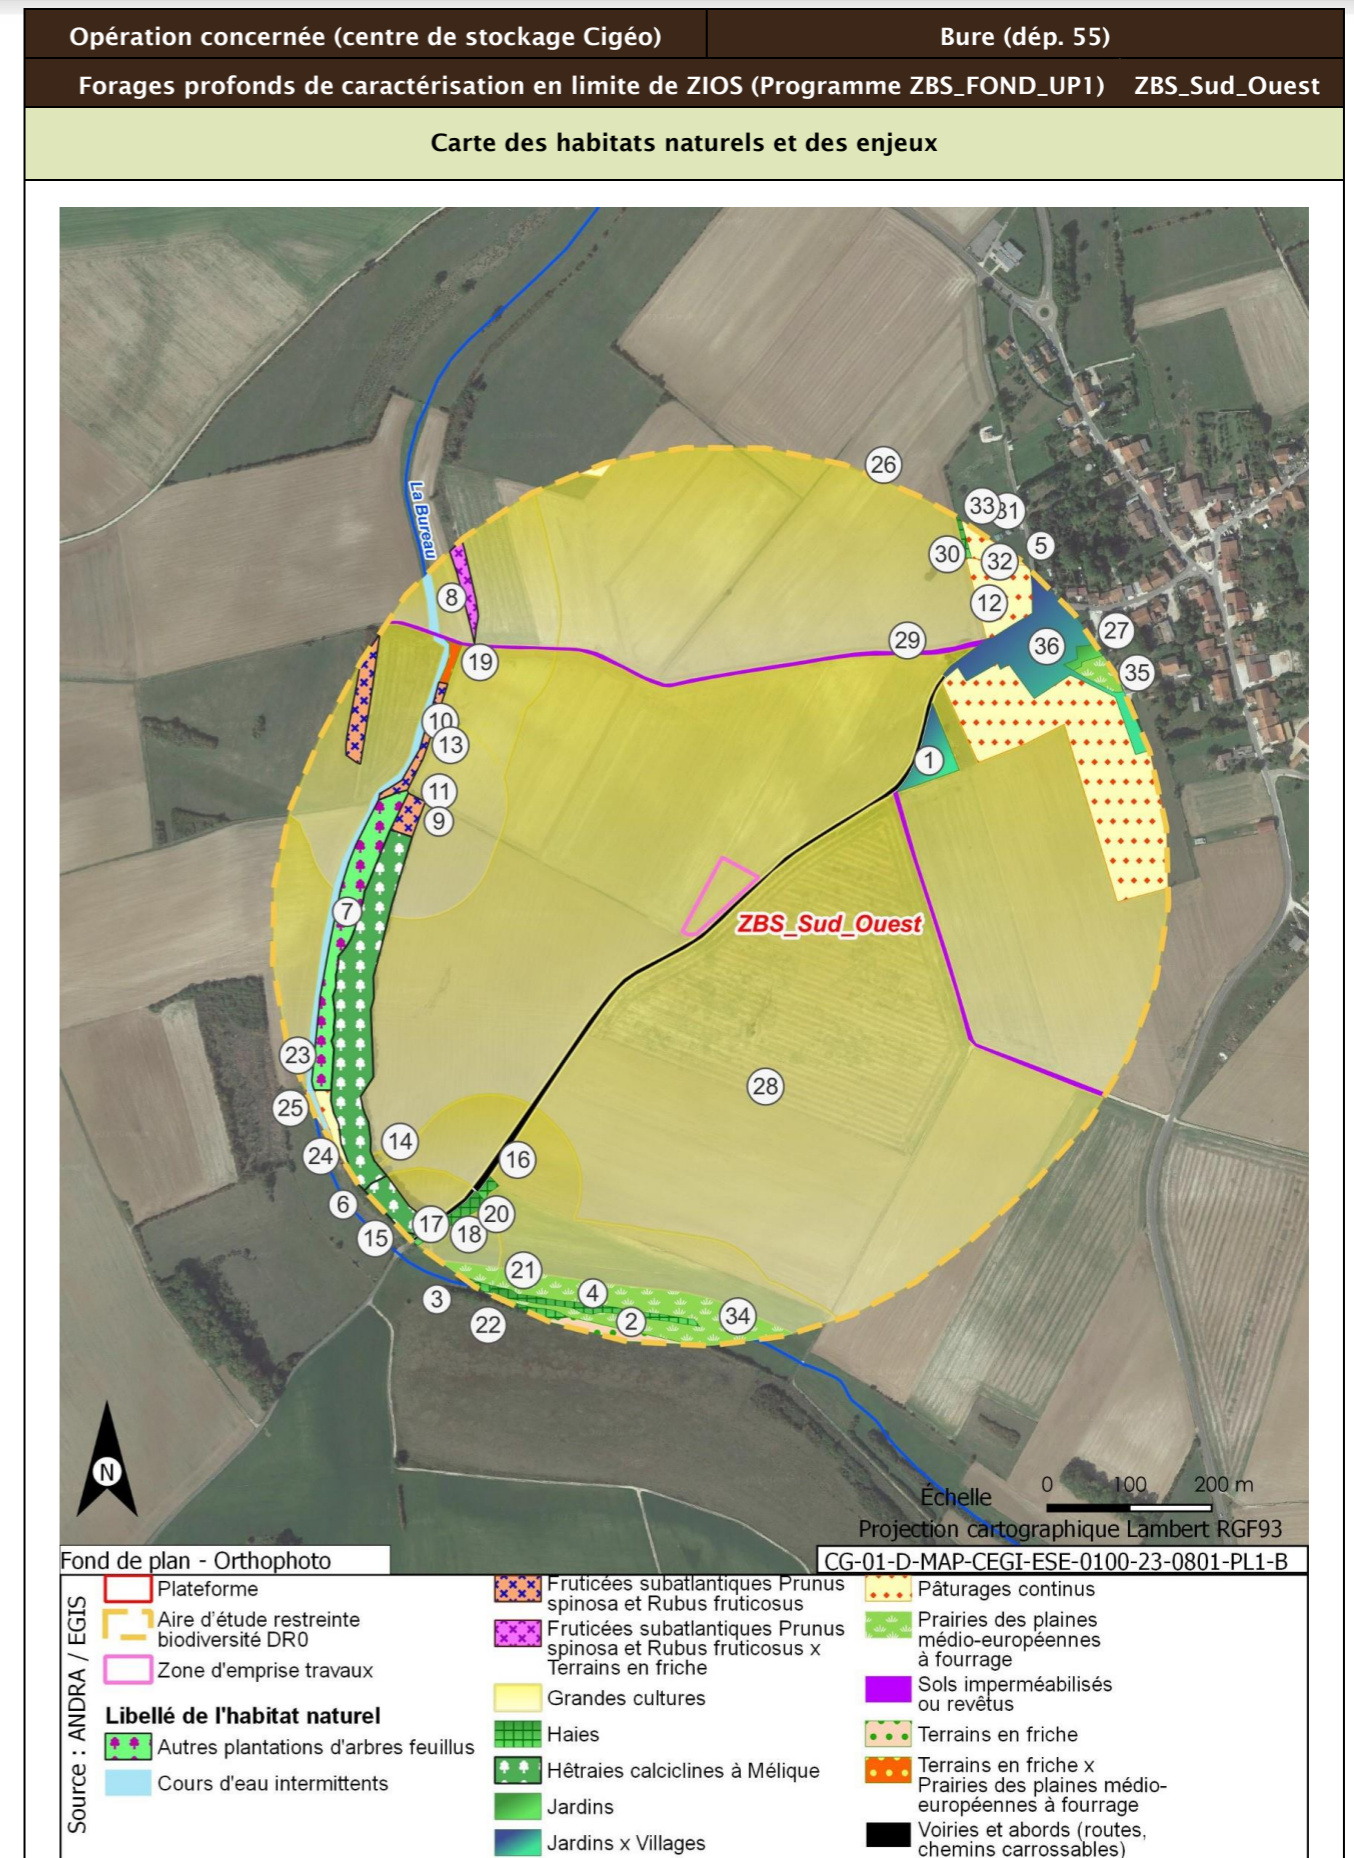 Opération concernée (centre de stockage Cigéo)
Bure (dép. 55)
Forages profonds de caractérisation en limite de ZIOS (Programme ZBS_FOND_UP1)
ZBS_Sud_Ouest
Carte des habitats naturels et des enjeux
26
33
31
5
30
32
12
La Bureau
8
27
29
36
19
35
10
13
1
11
9
7
ZBS_Sud_Ouest
23
28
25
14
24
16
6
20
17
18
15
21
4
3
34
2
22
N
0 100 200 m
Échelle
Projection cartographique Lambert RGF93
Fond de plan - Orthophoto
CG-01-D-MAP-CEGI-ESE-0100-23-0801-PL1-B
Source : ANDRA / EGIS
Plateforme
Aire d'étude restreinte
biodiversité DR0
Zone d'emprise travaux
Libellé de l'habitat naturel
Autres plantations d'arbres feuillus
Cours d'eau intermittents
Fruticées subatlantiques Prunus
spinosa et Rubus fruticosus
Fruticées subatlantiques Prunus
spinosa et Rubus fruticosus x
Terrains en friche
Grandes cultures
Haies
Hêtraies calciclines à Mélique
Jardins
Jardins x Villages
Pâturages continus
Prairies des plaines
médio-européennes
à fourrage
Sols imperméabilisés
ou revêtus
Terrains en friche
Terrains en friche x
Prairies des plaines médio-
européennes à fourrage
Voiries et abords (routes,
chemins carrossables)